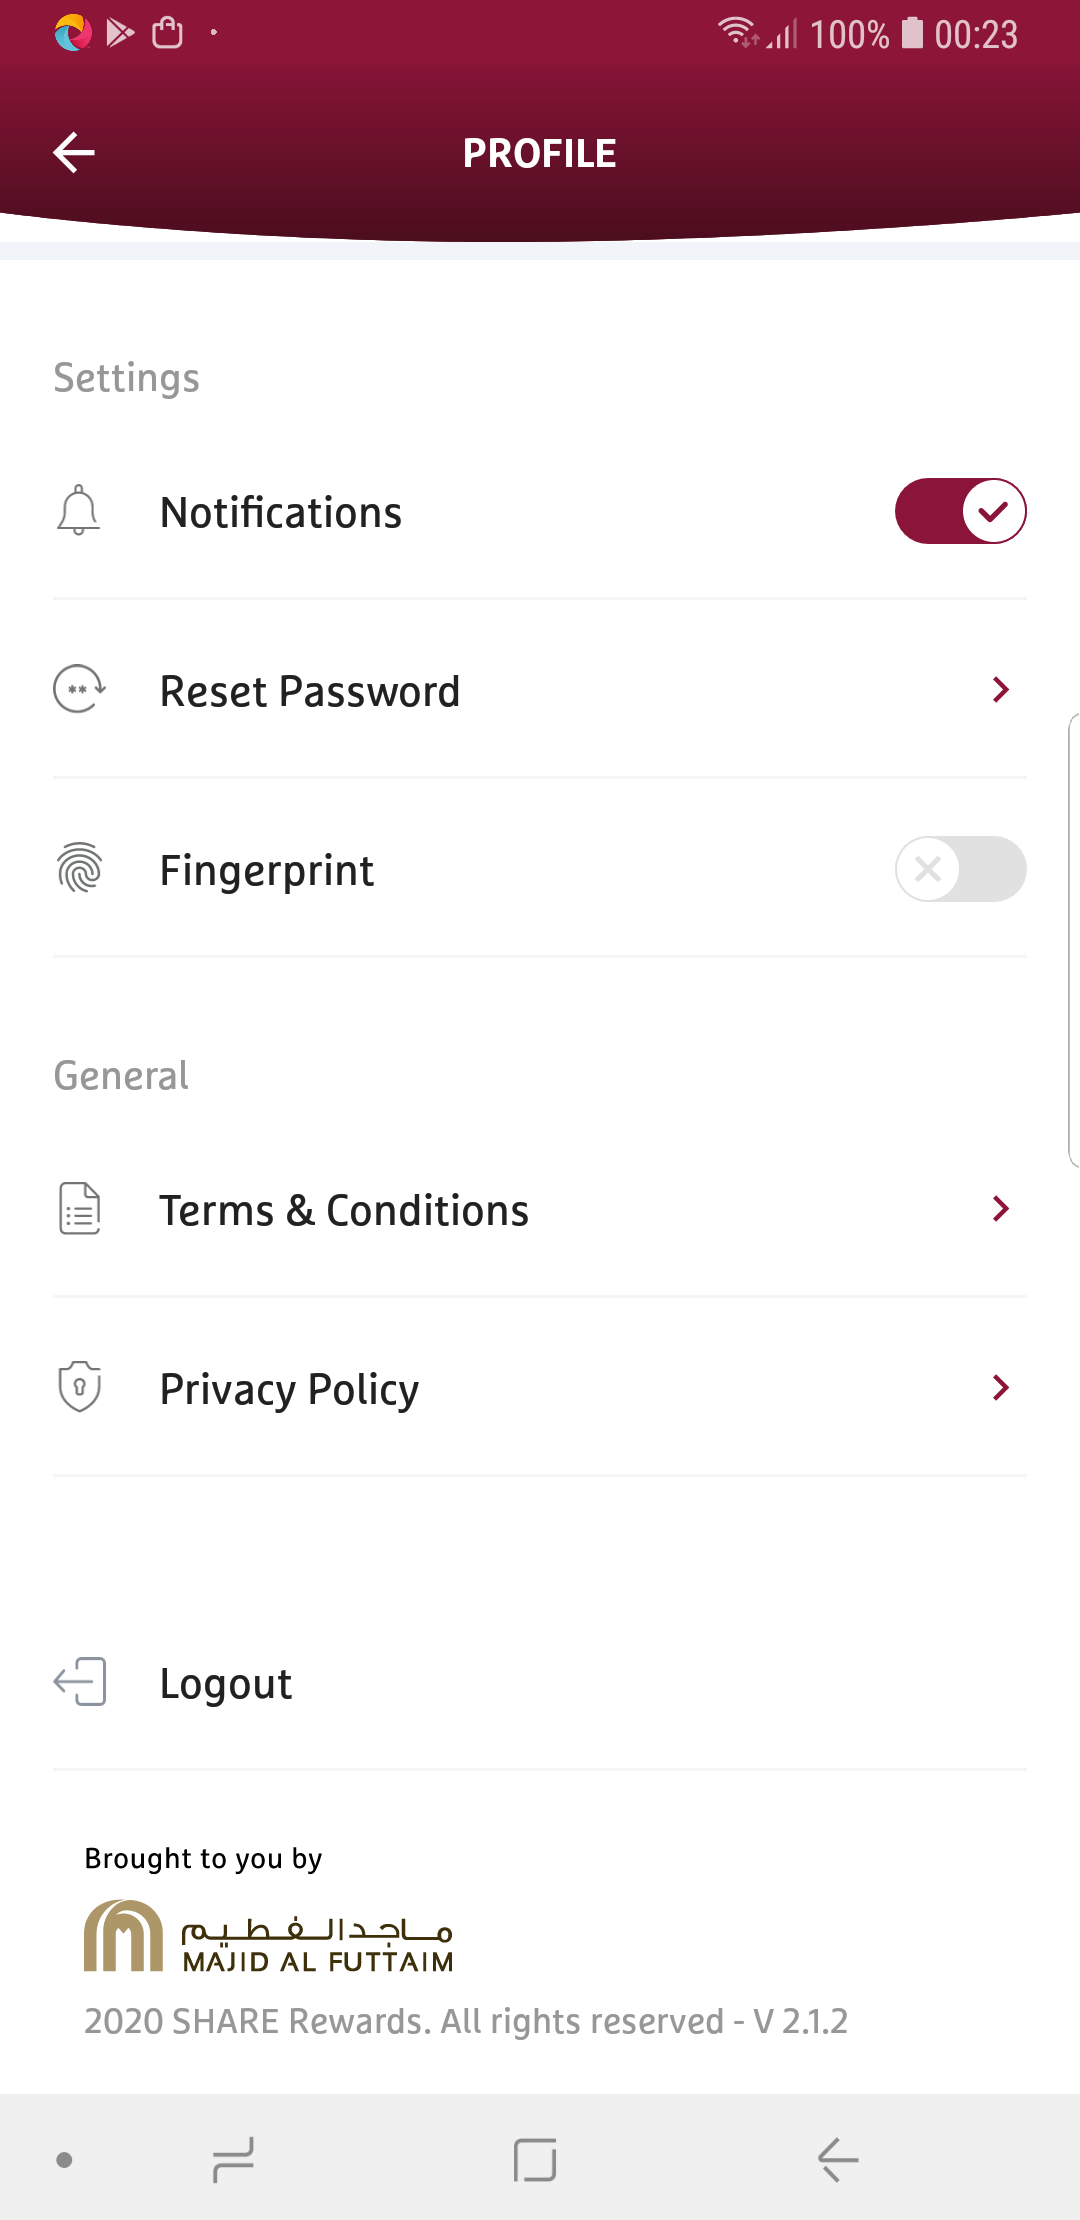 100% 00:23
PROFILE
Settings
Notifications
Reset Password
Fingerprint
General
Terms & Conditions
Privacy Policy
Logout
Brought to you by
ماجد الفطيم
MAJID AL FUTTAIM
2020 SHARE Rewards. All rights reserved - V 2.1.2